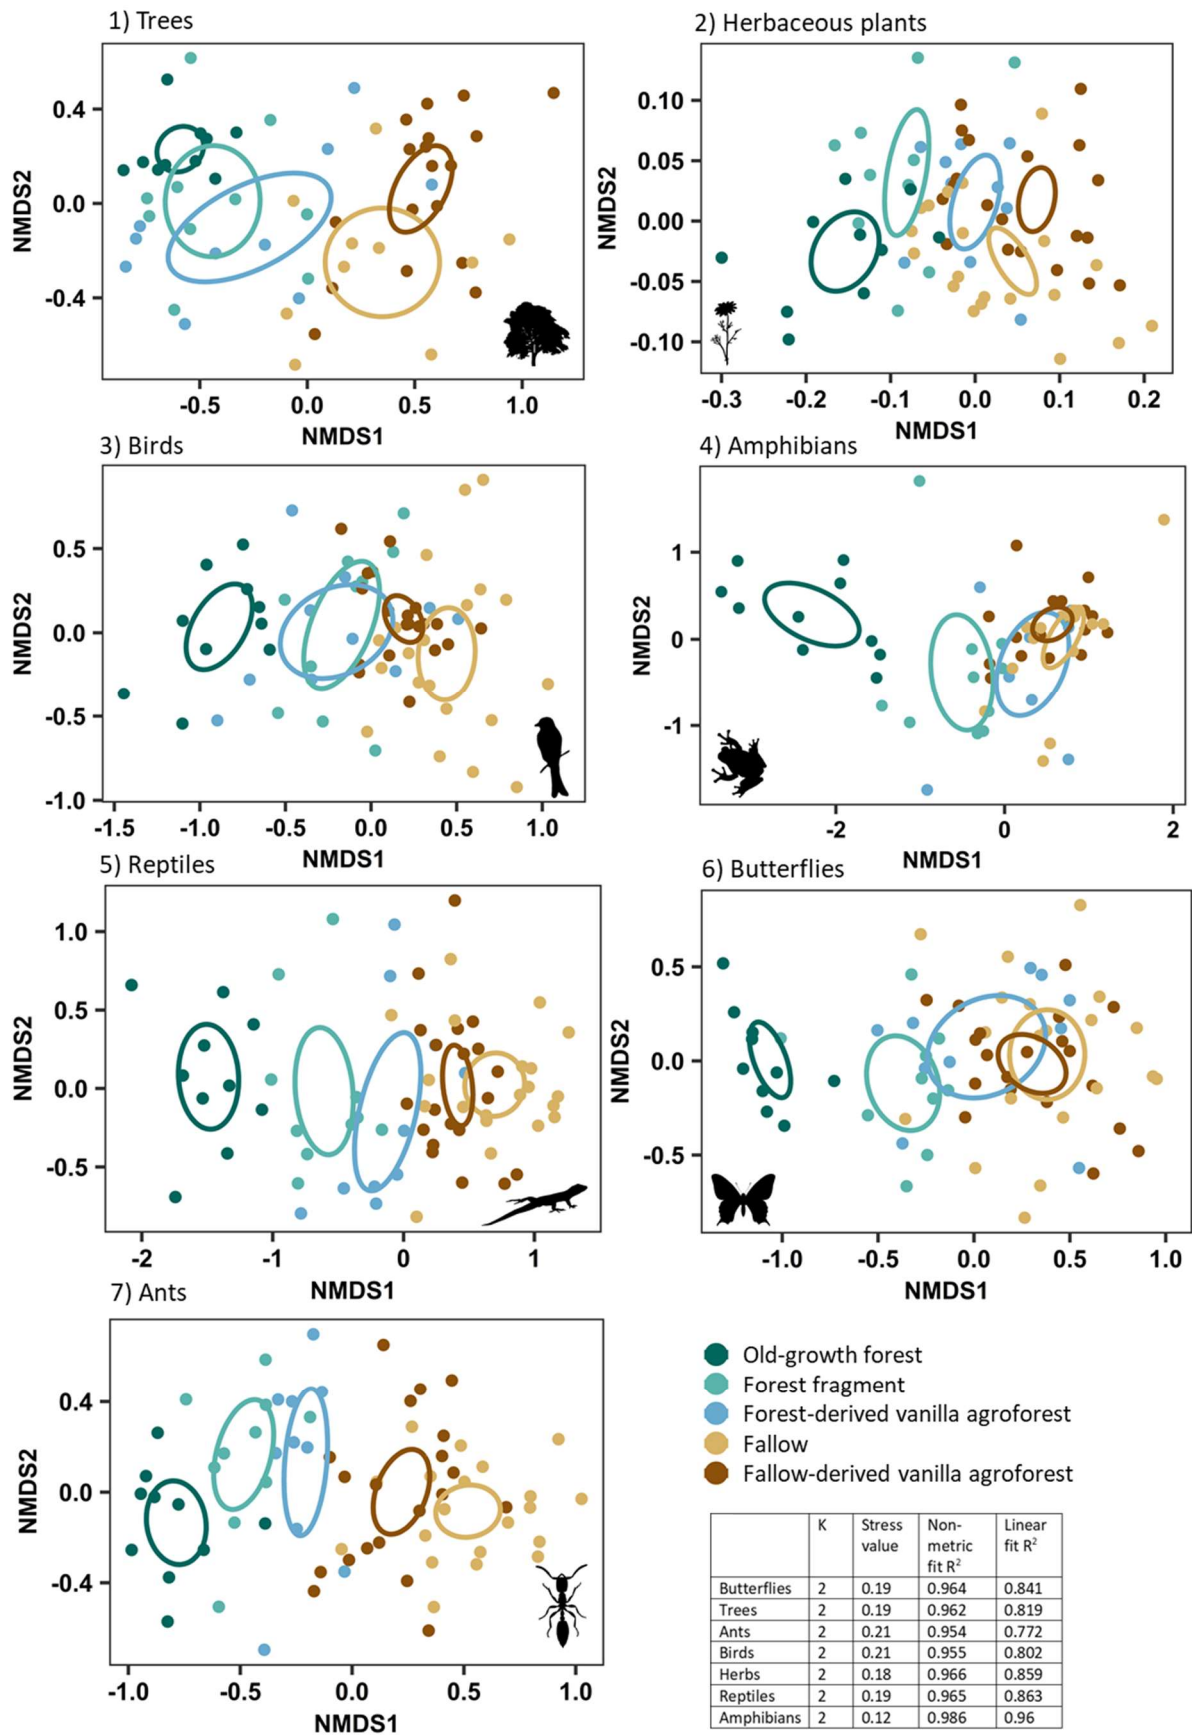 1) Trees
0.4
0.0
-0.4
NMDS2
-0.5 0.0 0.5 1.0
NMDS1
2) Herbaceous plants
0.10
0.05
0.00
-0.05
-0.10
NMDS2
-0.3 -0.2 -0.1 0.0 0.1 0.2
NMDS1
3) Birds
0.5
0.0
-0.5
-1.0
NMDS2
-1.5 -1.0 -0.5 0.0 0.5 1.0
NMDS1
4) Amphibians
1
0
-1
NMDS2
-2 0 2
NMDS1
5) Reptiles
1.0
0.5
0.0
-0.5
NMDS2
-2 -1 0 1
NMDS1
6) Butterflies
0.5
0.0
-0.5
NMDS2
-1.0 -0.5 0.0 0.5 1.0
NMDS1
7) Ants
0.4
0.0
-0.4
NMDS2
-1.0 -0.5 0.0 0.5 1.0
NMDS1
Old-growth forest
Forest fragment
Forest-derived vanilla agroforest
Fallow
Fallow-derived vanilla agroforest
K Stress Non- Linear
value metric fit R²
fit R²
Butterflies 2 0.19 0.964 0.841
Trees 2 0.19 0.962 0.819
Ants 2 0.21 0.954 0.772
Birds 2 0.21 0.955 0.802
Herbs 2 0.18 0.966 0.859
Reptiles 2 0.19 0.965 0.863
Amphibians 2 0.12 0.986 0.96